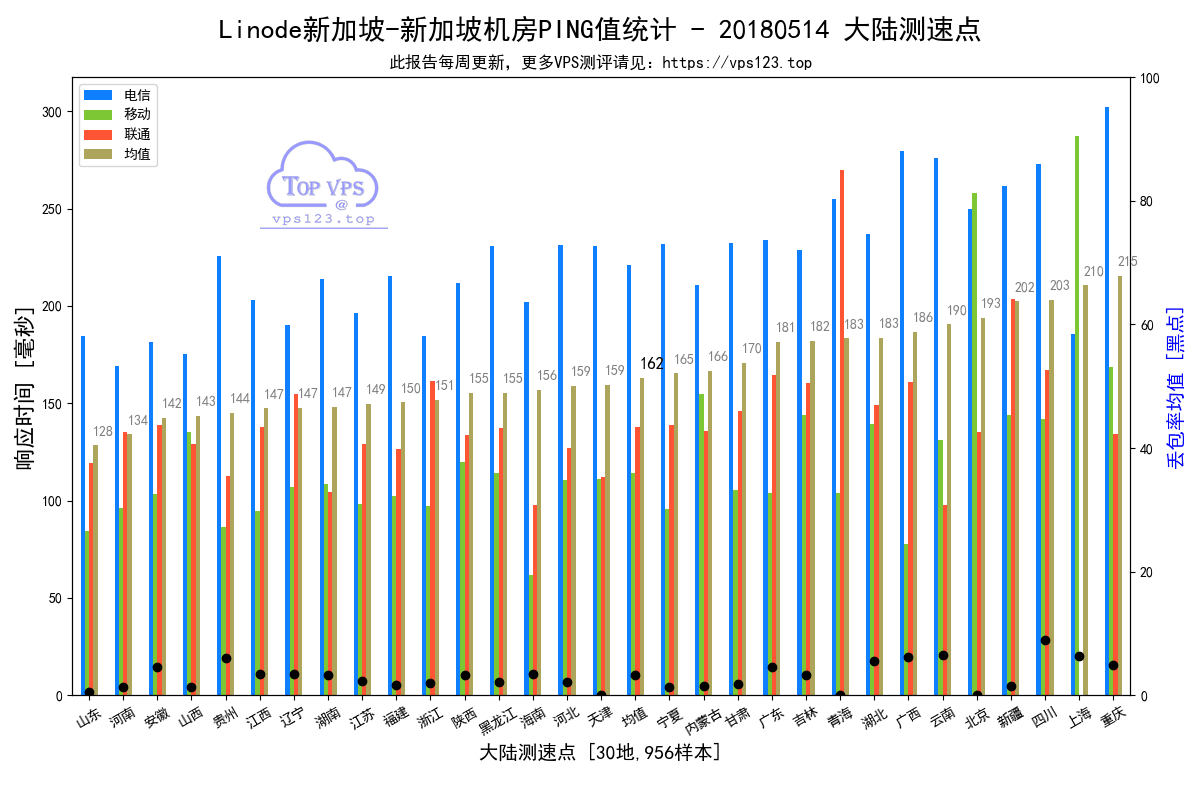 Linode新加坡-新加坡机房PING值统计 - 20180514 大陆测速点
此报告每周更新，更多VPS测评请见：https://vps123.top
电信
移动
联通
均值
TOP VPS
@
vps123.top
响应时间 [毫秒]
0
50
100
150
200
250
300
丢包率均值 [黑点]
0
20
40
60
80
100
128
134
142
143
144
147
147
147
149
150
151
155
155
156
159
159
162
165
166
170
181
182
183
183
186
190
193
202
203
210
215
山东
河南
安徽
山西
贵州
江西
辽宁
湖南
江苏
福建
浙江
陕西
黑龙江
海南
河北
天津
均值
宁夏
内蒙古
甘肃
广东
吉林
青海
湖北
广西
云南
北京
新疆
四川
上海
重庆
大陆测速点 [30地,956样本]